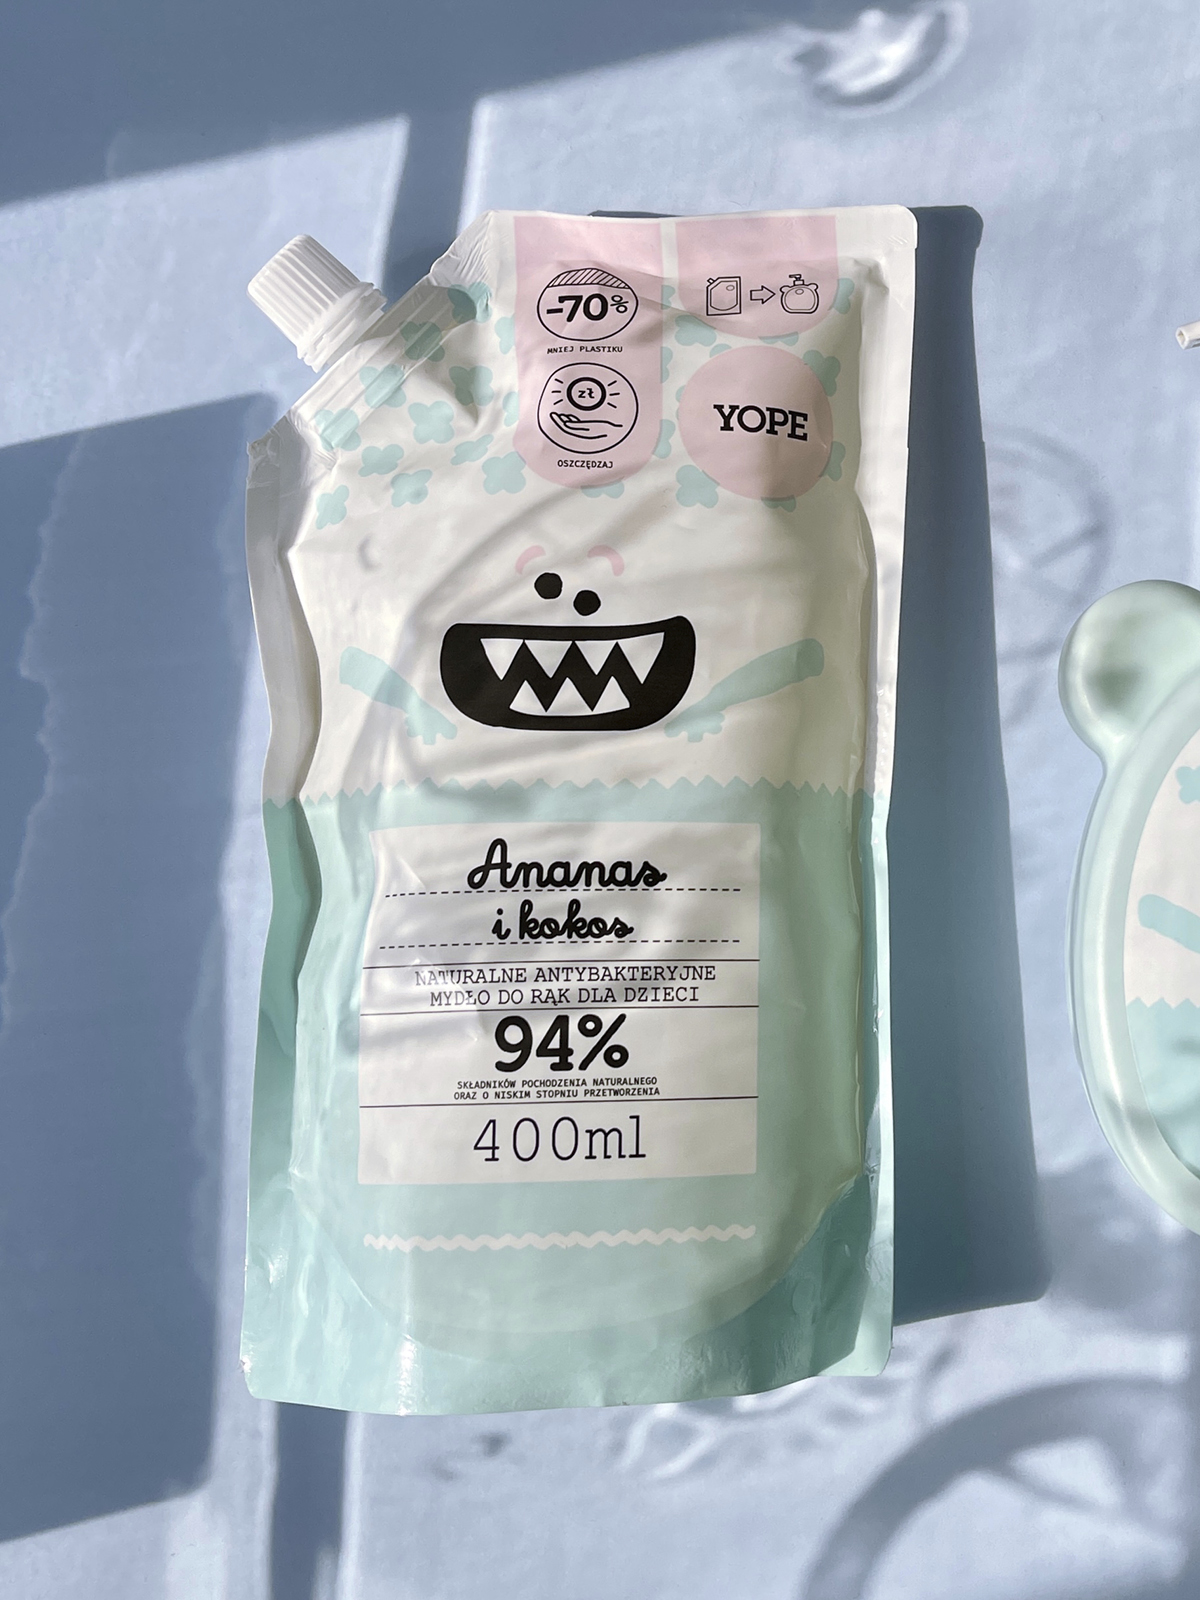 -70%
MNIEJ PLASTIKU
zł
OSZCZĘDZAJ
YOPE
Ananas
i kokos
NATURALNE ANTYBAKTERYJNE
MYDŁO DO RĄK DLA DZIECI
94%
SKŁADNIKÓW POCHODZENIA NATURALNEGO
ORAZ O NISKIM STOPNIU PRZETWORZENIA
400ml